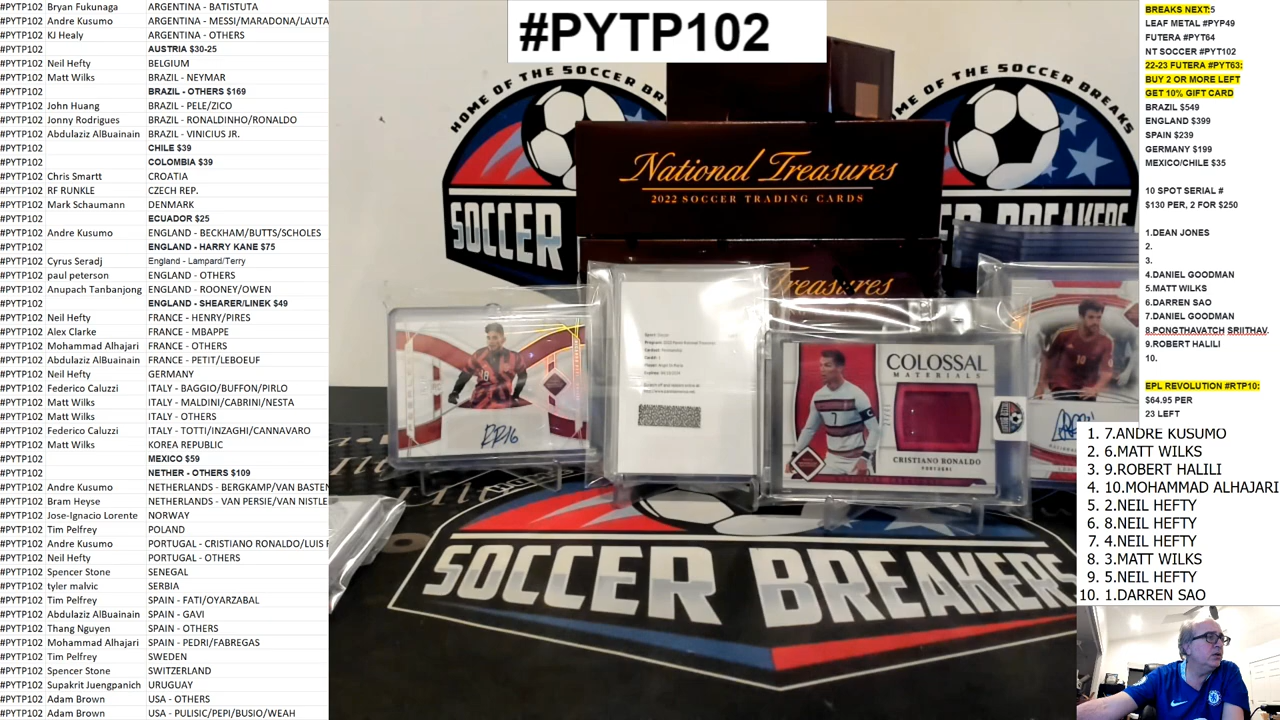 #PYTP102 Bryan Fukunaga ARGENTINA - BATISTUTA
#PYTP102 Andre Kusumo ARGENTINA - MESSI/MARADONA/LAUTA
#PYTP102 KJ Healy ARGENTINA - OTHERS
#PYTP102 AUSTRIA $30-25
#PYTP102 Neil Hefty BELGIUM
#PYTP102 Matt Wilks BRAZIL - NEYMAR
#PYTP102 BRAZIL - OTHERS $169
#PYTP102 John Huang BRAZIL - PELE/ZICO
#PYTP102 Jonny Rodrigues BRAZIL - RONALDINHO/RONALDO
#PYTP102 Abdulaziz AlBuainain BRAZIL - VINICIUS JR.
#PYTP102 CHILE $39
#PYTP102 COLOMBIA $39
#PYTP102 Chris Smartt CROATIA
#PYTP102 RF RUNKLE CZECH REP.
#PYTP102 Mark Schaumann DENMARK
#PYTP102 ECUADOR $25
#PYTP102 Andre Kusumo ENGLAND - BECKHAM/BUTTS/SCHOLES
#PYTP102 ENGLAND - HARRY KANE $75
#PYTP102 Cyrus Seradj England - Lampard/Terry
#PYTP102 paul peterson ENGLAND - OTHERS
#PYTP102 Anupach Tanbanjong ENGLAND - ROONEY/OWEN
#PYTP102 ENGLAND - SHEARER/LINEK $49
#PYTP102 Neil Hefty FRANCE - HENRY/PIRES
#PYTP102 Alex Clarke FRANCE - MBAPPE
#PYTP102 Mohammad Alhajari FRANCE - OTHERS
#PYTP102 Abdulaziz AlBuainain FRANCE - PETIT/LEBOEUF
#PYTP102 Neil Hefty GERMANY
#PYTP102 Federico Caluzzi ITALY - BAGGIO/BUFFON/PILRO
#PYTP102 Matt Wilks ITALY - MALDINI/CABRINI/NESTA
#PYTP102 Matt Wilks ITALY - OTHERS
#PYTP102 Federico Caluzzi ITALY - TOTTI/INZAGHI/CANNAVARO
#PYTP102 Matt Wilks KOREA REPUBLIC
#PYTP102 MEXICO $59
#PYTP102 NETHER - OTHERS $109
#PYTP102 Andre Kusumo NETHERLANDS - BERGKAMP/VAN BASTEN
#PYTP102 Bram Hesse NETHERLANDS - VAN PERSIE/VAN NISTLE
#PYTP102 Jose-Ignacio Lorente NORWAY
#PYTP102 Tim Pelfrey POLAND
#PYTP102 Andre Kusumo PORTUGAL - CRISTIANO RONALDO/LUIS F
#PYTP102 Neil Hefty PORTUGAL - OTHERS
#PYTP102 Spencer Stone SENEGAL
#PYTP102 tyler malvic SERBIA
#PYTP102 Tim Pelfrey SPAIN - FATI/OYARZABAL
#PYTP102 Abdulaziz AlBuainain SPAIN - GAVI
#PYTP102 Thang Nguyen SPAIN - OTHERS
#PYTP102 Mohammad Alhajari SPAIN - PEDRI/FABREGAS
#PYTP102 Tim Pelfrey SWEDEN
#PYTP102 Spencer Stone SWITZERLAND
#PYTP102 Supakrit Juengpanich URUGUAY
#PYTP102 Adam Brown USA - OTHERS
#PYTP102 Adam Brown USA - PULISIC/PEPI/BUSIO/WEAH
#PYTP102
HOME OF THE SOCCER BRE
HOME OF THE SOCCER BREAKS
SOCCER
SOCCER BREAKERS
National Treasures
2022 SOCCER TRADING CARDS
Treasures
COLOSSAL
MATERIALS
CRISTIANO RONALDO
PORTUGAL
SOCCER BREAKERS
BREAKS NEXT:5
LEAF METAL #PYP49
FUTERA #PYT64
NT SOCCER #PYT102
22-23 FUTERA #PYT63:
BUY 2 OR MORE LEFT
GET 10% GIFT CARD
BRAZIL $549
ENGLAND $399
SPAIN $239
GERMANY $199
MEXICO/CHILE $35
10 SPOT SERIAL #
$130 PER, 2 FOR $250
1.DEAN JONES
2.
3.
4.DANIEL GOODMAN
5.MATT WILKS
6.DARREN SAO
7.DANIEL GOODMAN
8.PONGTHAVATCH SRIITHAV.
9.ROBERT HALILI
10.
EPL REVOLUTION #RTP10:
$64.95 PER
23 LEFT
1. 7.ANDRE KUSUMO
2. 6.MATT WILKS
3. 9.ROBERT HALILI
4. 10.MOHAMMAD ALHAJARI
5. 2.NEIL HEFTY
6. 8.NEIL HEFTY
7. 4.NEIL HEFTY
8. 3.MATT WILKS
9. 5.NEIL HEFTY
10. 1.DARREN SAO